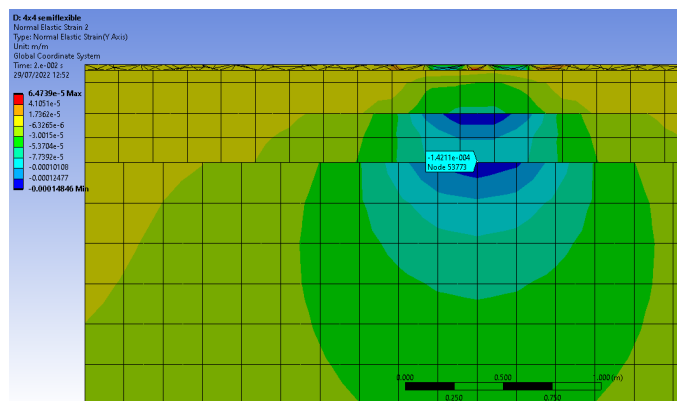 D: 4x4 semiflexible
Normal Elastic Strain 2
Type: Normal Elastic Strain(Y Axis)
Unit: m/m
Global Coordinate System
Time: 2.e-002 s
29/07/2022 12:52
6.4739e-5 Max
4.1051e-5
1.7362e-5
-6.3265e-6
-3.0015e-5
-5.3704e-5
-7.7392e-5
-0.00010108
-0.00012477
-0.00014846 Min
-1.4211e-004
Node 53773
0.000
0.500
1.000 (m)
0.250
0.750